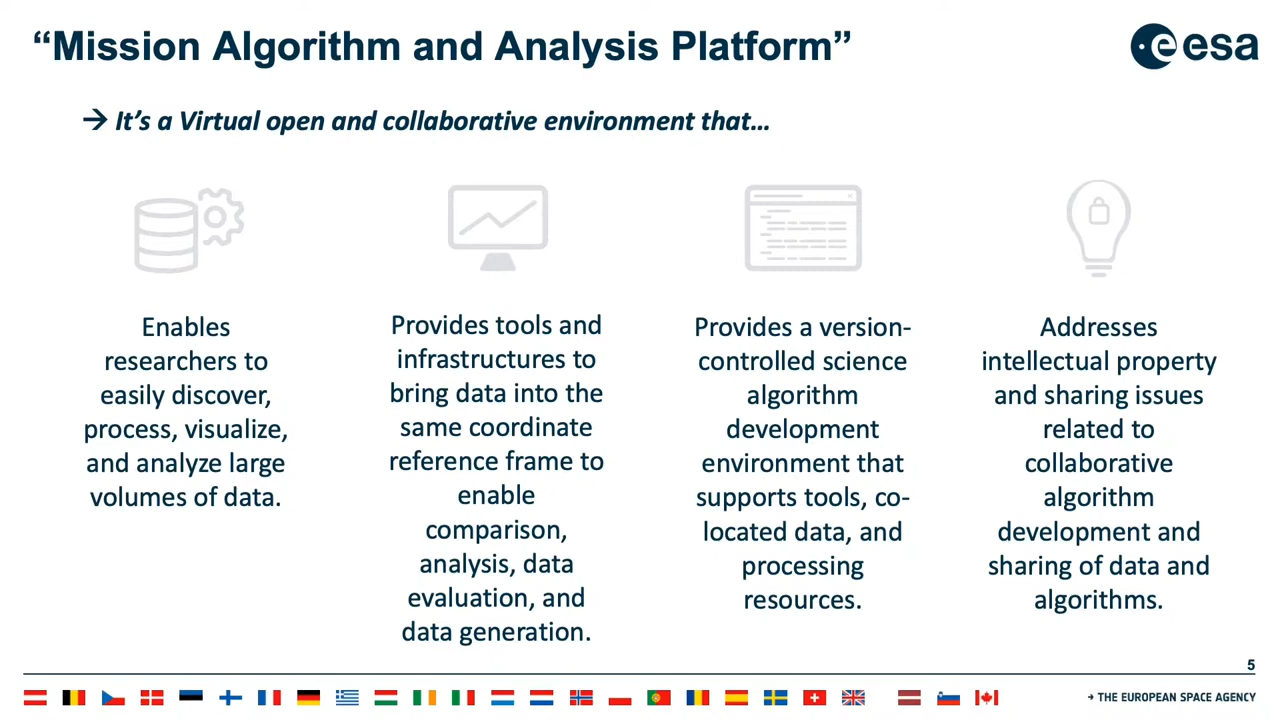 “Mission Algorithm and Analysis Platform”
esa
→ It’s a Virtual open and collaborative environment that…
Enables
researchers to
easily discover,
process, visualize,
and analyze large
volumes of data.
Provides tools and
infrastructures to
bring data into the
same coordinate
reference frame to
enable
comparison,
analysis, data
evaluation, and
data generation.
Provides a version-
controlled science
algorithm
development
environment that
supports tools, co-
located data, and
processing
resources.
Addresses
intellectual property
and sharing issues
related to
collaborative
algorithm
development and
sharing of data and
algorithms.
5
→ THE EUROPEAN SPACE AGENCY